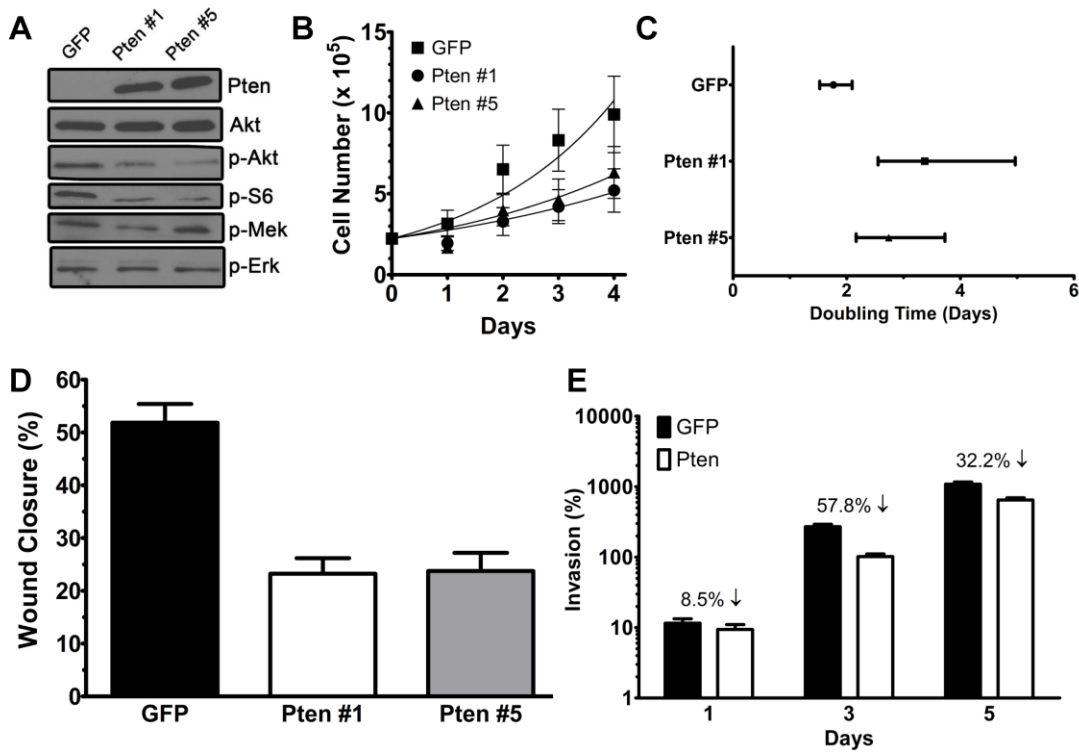 A
GFP
Pten #1
Pten #5
Pten
Akt
p-Akt
p-S6
p-Mek
p-Erk
B
Cell Number (x 10⁵)
15
10
5
0
GFP
Pten #1
Pten #5
0 1 2 3 4
Days
C
GFP
Pten #1
Pten #5
0 2 4 6
Doubling Time (Days)
D
Wound Closure (%)
60
50
40
30
20
10
0
GFP Pten #1 Pten #5
E
Invasion (%)
10000
1000
100
10
1
GFP
Pten
8.5% ↓
57.8% ↓
32.2% ↓
1 3 5
Days